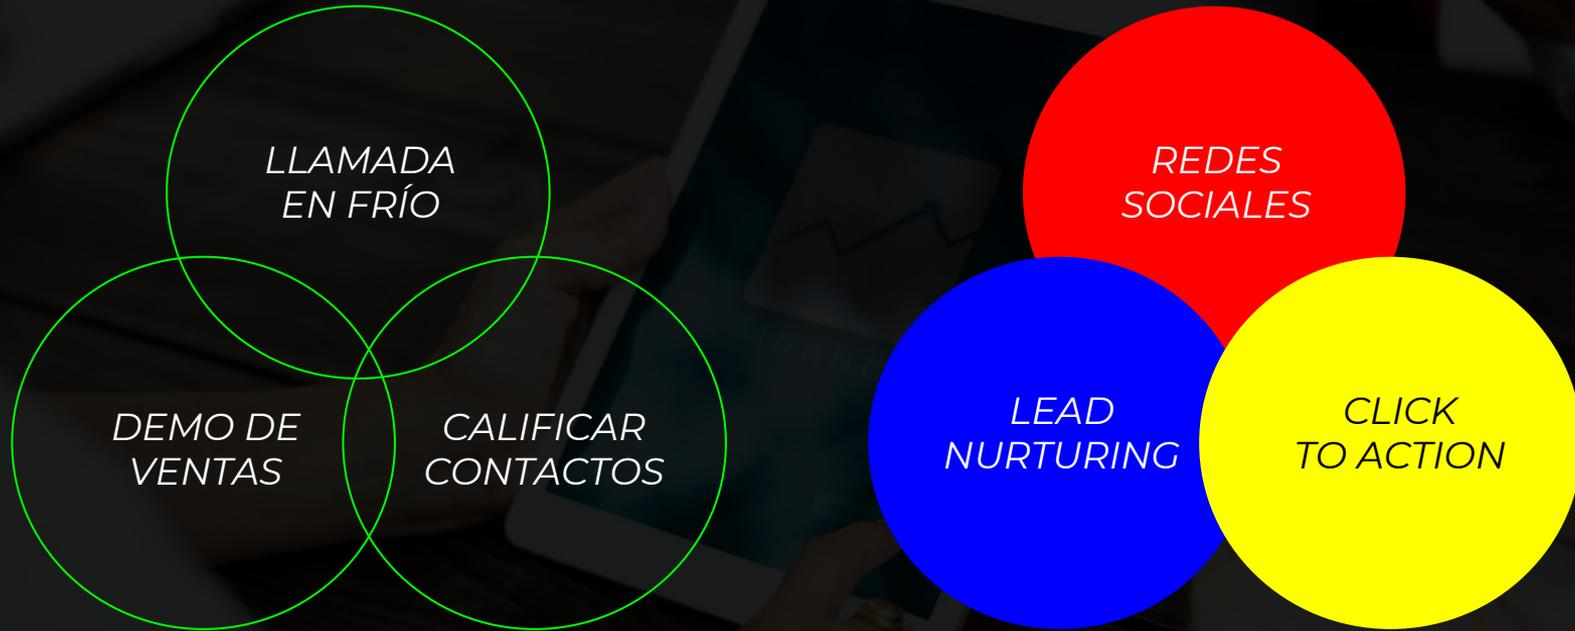 LLAMADA
EN FRÍO
DEMO DE
VENTAS
CALIFICAR
CONTACTOS
REDES
SOCIALES
LEAD
NURTURING
CLICK
TO ACTION